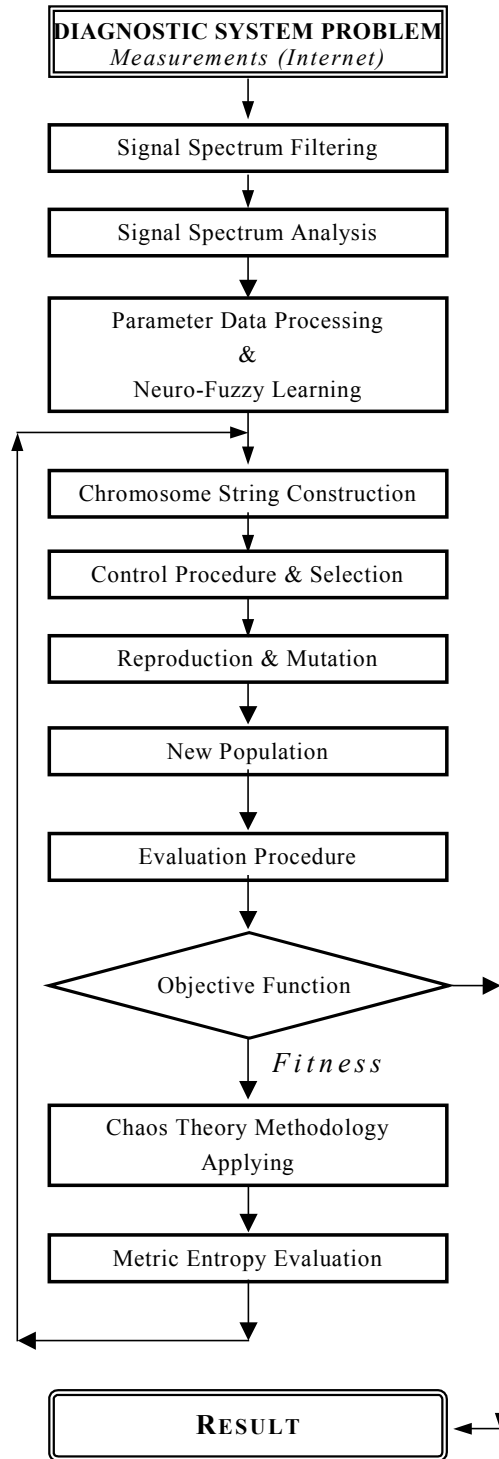 DIAGNOSTIC SYSTEM PROBLEM
Measurements (Internet)
Signal Spectrum Filtering
Signal Spectrum Analysis
Parameter Data Processing
&
Neuro-Fuzzy Learning
Chromosome String Construction
Control Procedure & Selection
Reproduction & Mutation
New Population
Evaluation Procedure
Objective Function
Fitness
Chaos Theory Methodology
Applying
Metric Entropy Evaluation
RESULT